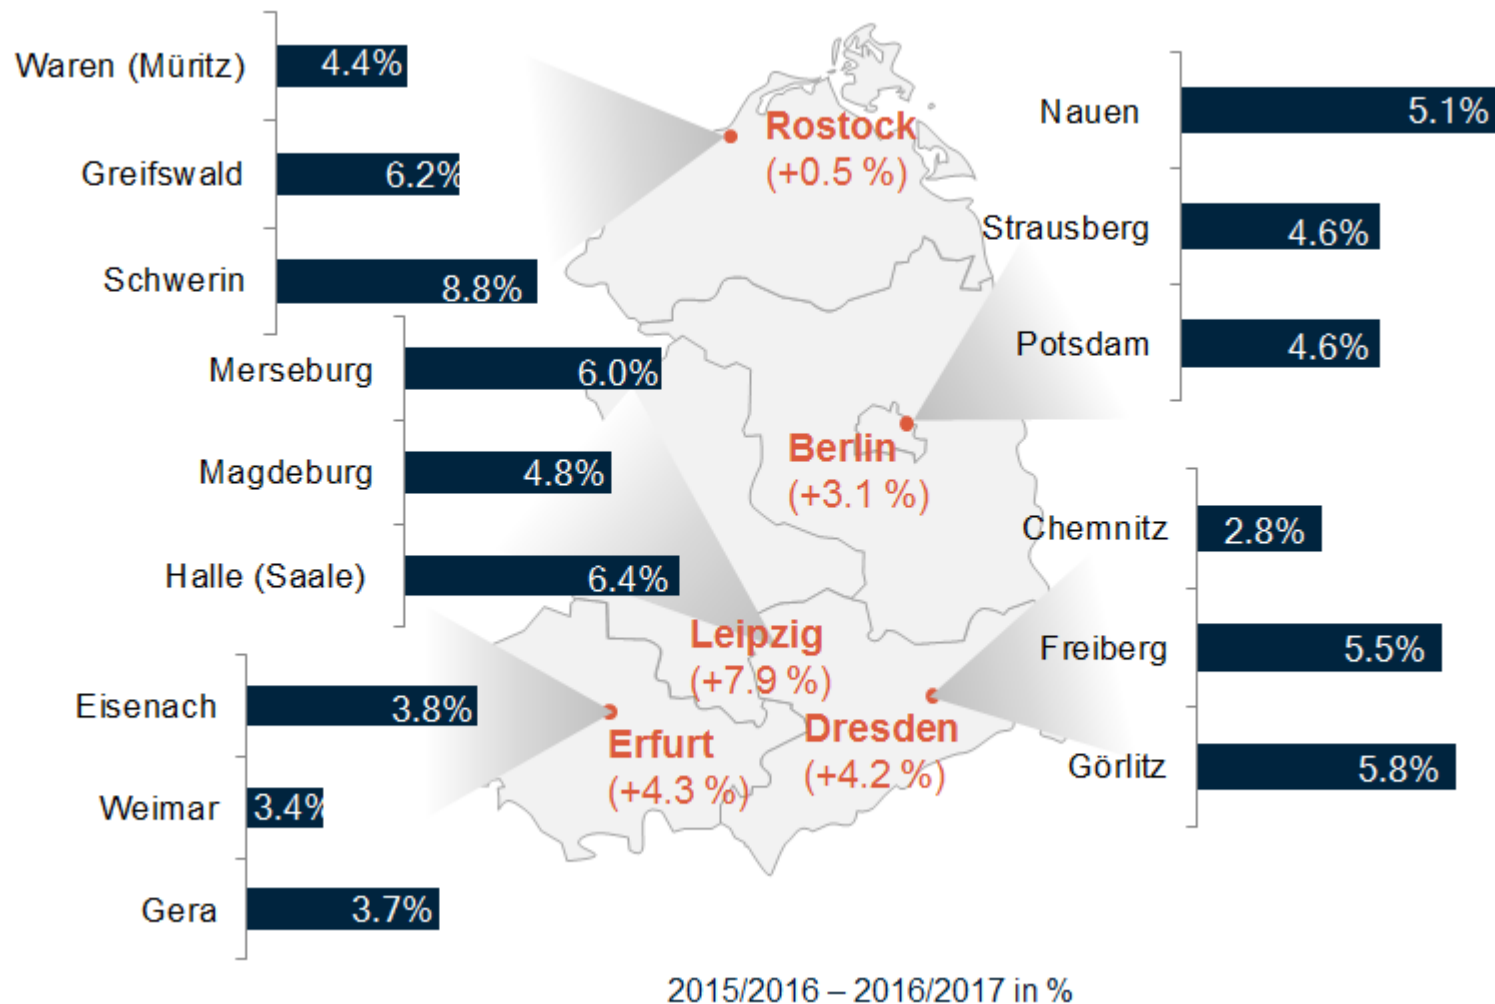 Waren (Müritz)
4.4%
Greifswald
6.2%
Schwerin
8.8%
Merseburg
6.0%
Magdeburg
4.8%
Halle (Saale)
6.4%
Eisenach
3.8%
Weimar
3.4%
Gera
3.7%
Rostock
(+0.5 %)
Berlin
(+3.1 %)
Leipzig
(+7.9 %)
Dresden
(+4.2 %)
Erfurt
(+4.3 %)
Nauen
5.1%
Strausberg
4.6%
Potsdam
4.6%
Chemnitz
2.8%
Freiberg
5.5%
Görlitz
5.8%
2015/2016 – 2016/2017 in %